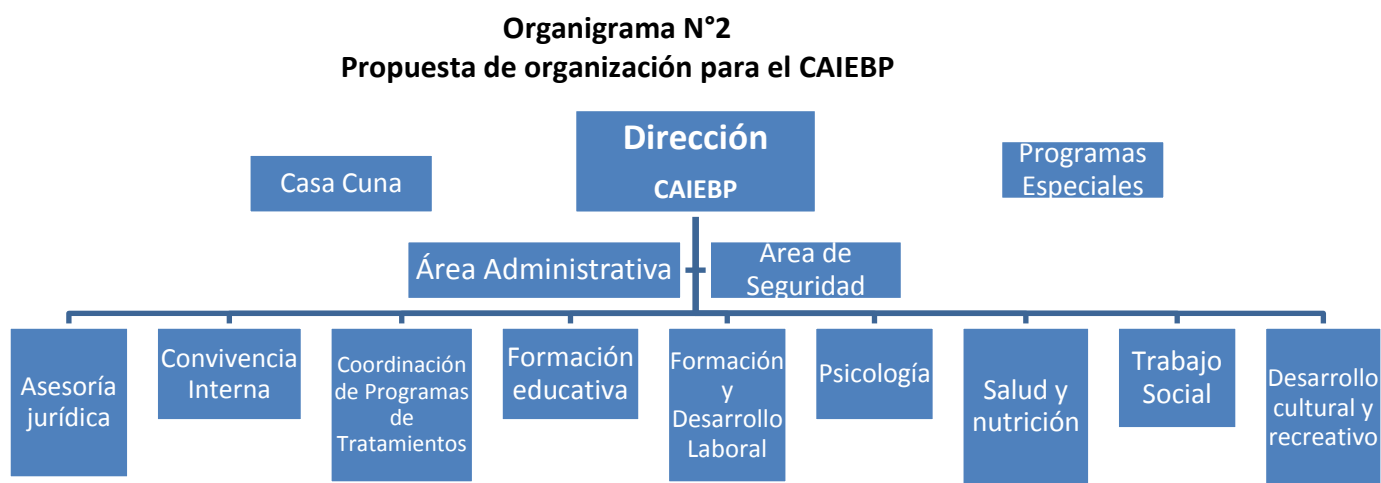 Organigrama N°2
Propuesta de organización para el CAIEBP
Dirección
CAIEBP
Casa Cuna
Programas
Especiales
Área Administrativa
Area de
Seguridad
Asesoría
jurídica
Convivencia
Interna
Coordinación
de Programas
de
Tratamientos
Formación
educativa
Formación
y
Desarrollo
Laboral
Psicología
Salud y
nutrición
Trabajo
Social
Desarrollo
cultural y
recreativo